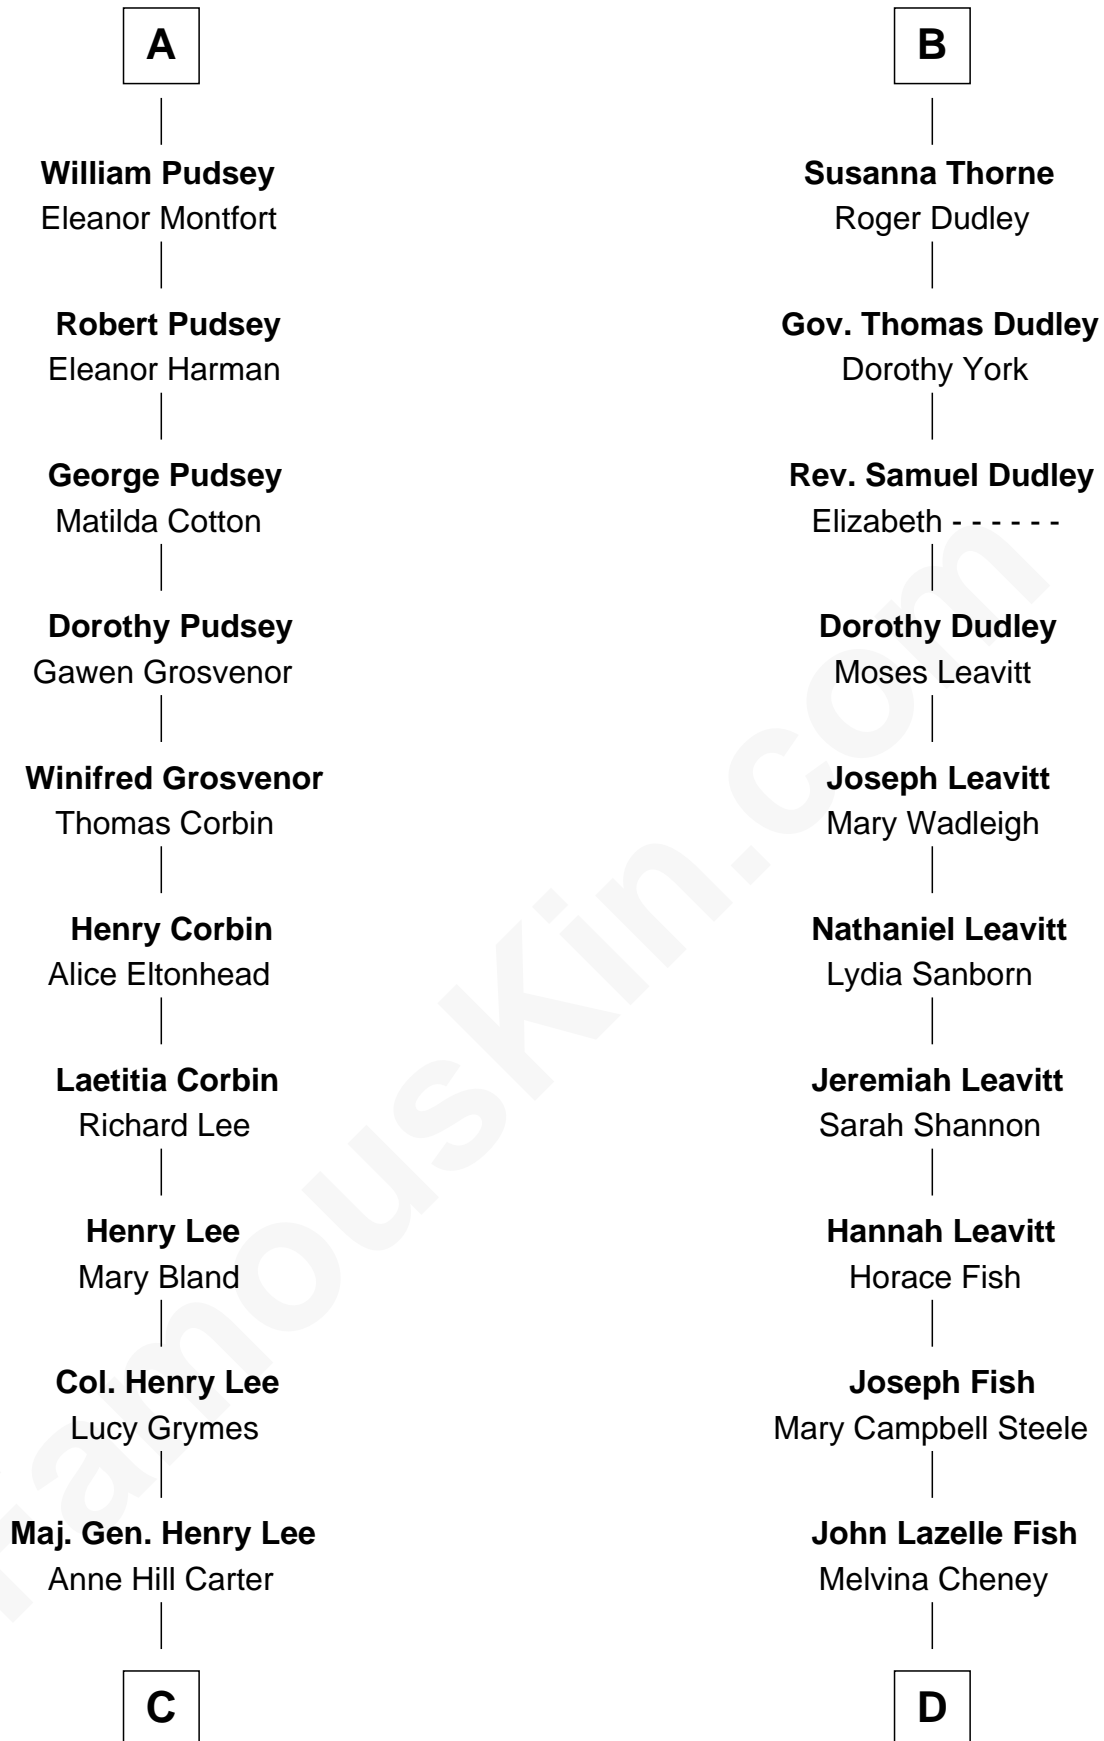 A
William Pudsey
Eleanor Montfort
Robert Pudsey
Eleanor Harman
George Pudsey
Matilda Cotton
Dorothy Pudsey
Gawen Grosvenor
Winifred Grosvenor
Thomas Corbin
Henry Corbin
Alice Eltonhead
Laetitia Corbin
Richard Lee
Henry Lee
Mary Bland
Col. Henry Lee
Lucy Grymes
Maj. Gen. Henry Lee
Anne Hill Carter
C
B
Susanna Thorne
Roger Dudley
Gov. Thomas Dudley
Dorothy York
Rev. Samuel Dudley
Elizabeth - - - - - -
Dorothy Dudley
Moses Leavitt
Joseph Leavitt
Mary Wadleigh
Nathaniel Leavitt
Lydia Sanborn
Jeremiah Leavitt
Sarah Shannon
Hannah Leavitt
Horace Fish
Joseph Fish
Mary Campbell Steele
John Lazelle Fish
Melvina Cheney
D
FamousKin.com